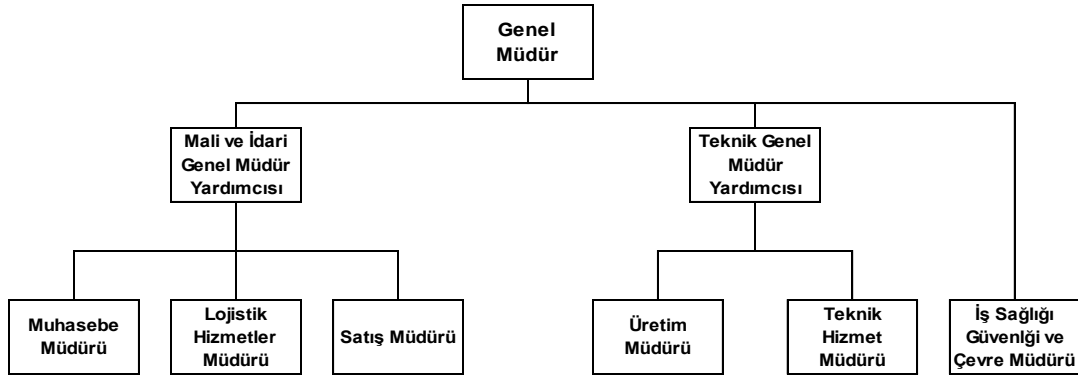 Genel
Müdür
Mali ve İdari
Genel Müdür
Yardımcısı
Teknik Genel
Müdür
Yardımcısı
Muhasebe
Müdürü
Lojistik
Hizmetler
Müdürü
Satış Müdürü
Üretim
Müdürü
Teknik
Hizmet
Müdürü
İş Sağlığı
Güvenlği ve
Çevre Müdürü